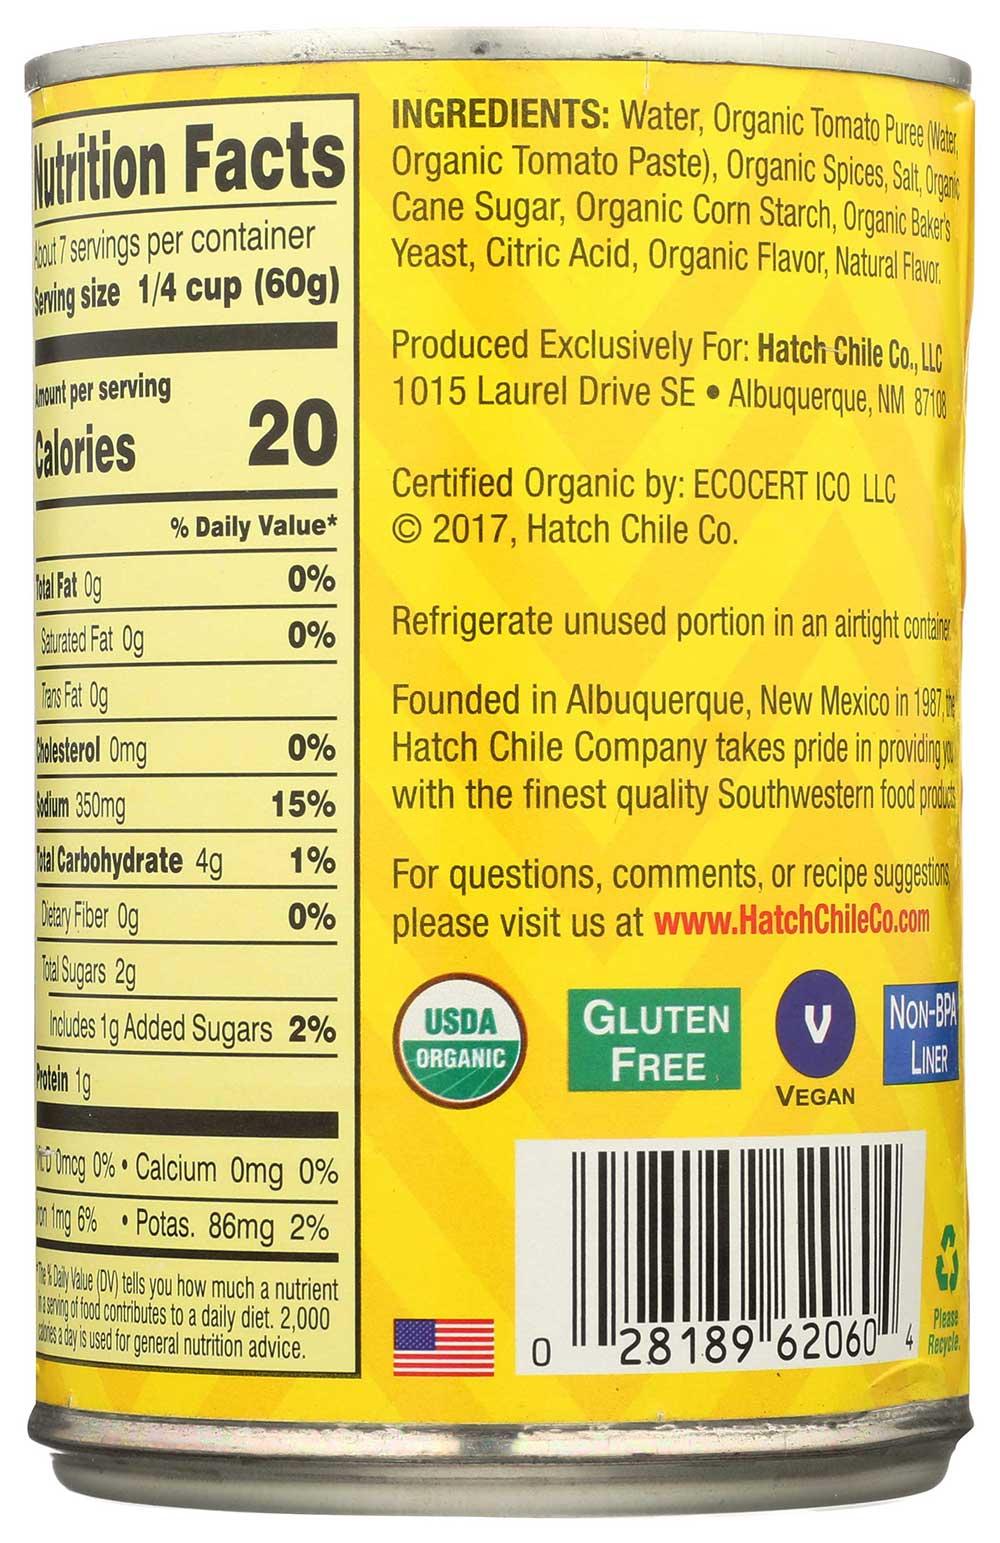 Nutrition Facts
About 7 servings per container
Serving size 1/4 cup (60g)
Amount per serving
Calories 20
% Daily Value*
Total Fat 0g 0%
Saturated Fat 0g 0%
Trans Fat 0g
Cholesterol 0mg 0%
Sodium 350mg 15%
Total Carbohydrate 4g 1%
Dietary Fiber 0g 0%
Total Sugars 2g
Includes 1g Added Sugars 2%
Protein 1g
Vit. D 0mcg 0% • Calcium 0mg 0%
Iron 1mg 6% • Potas. 86mg 2%
*The % Daily Value (DV) tells you how much a nutrient
in a serving of food contributes to a daily diet. 2,000
calories a day is used for general nutrition advice.
INGREDIENTS: Water, Organic Tomato Puree (Water,
Organic Tomato Paste), Organic Spices, Salt, Organic
Cane Sugar, Organic Corn Starch, Organic Baker's
Yeast, Citric Acid, Organic Flavor, Natural Flavor.
Produced Exclusively For: Hatch Chile Co., LLC
1015 Laurel Drive SE • Albuquerque, NM 87108
Certified Organic by: ECOCERT ICO LLC
© 2017, Hatch Chile Co.
Refrigerate unused portion in an airtight container
Founded in Albuquerque, New Mexico in 1987, the
Hatch Chile Company takes pride in providing you
with the finest quality Southwestern food products
For questions, comments, or recipe suggestions,
please visit us at www.HatchChileCo.com
USDA
ORGANIC
GLUTEN
FREE
V
VEGAN
NON-BPA
LINER
0 28189 62060 4
Please
Recycle.